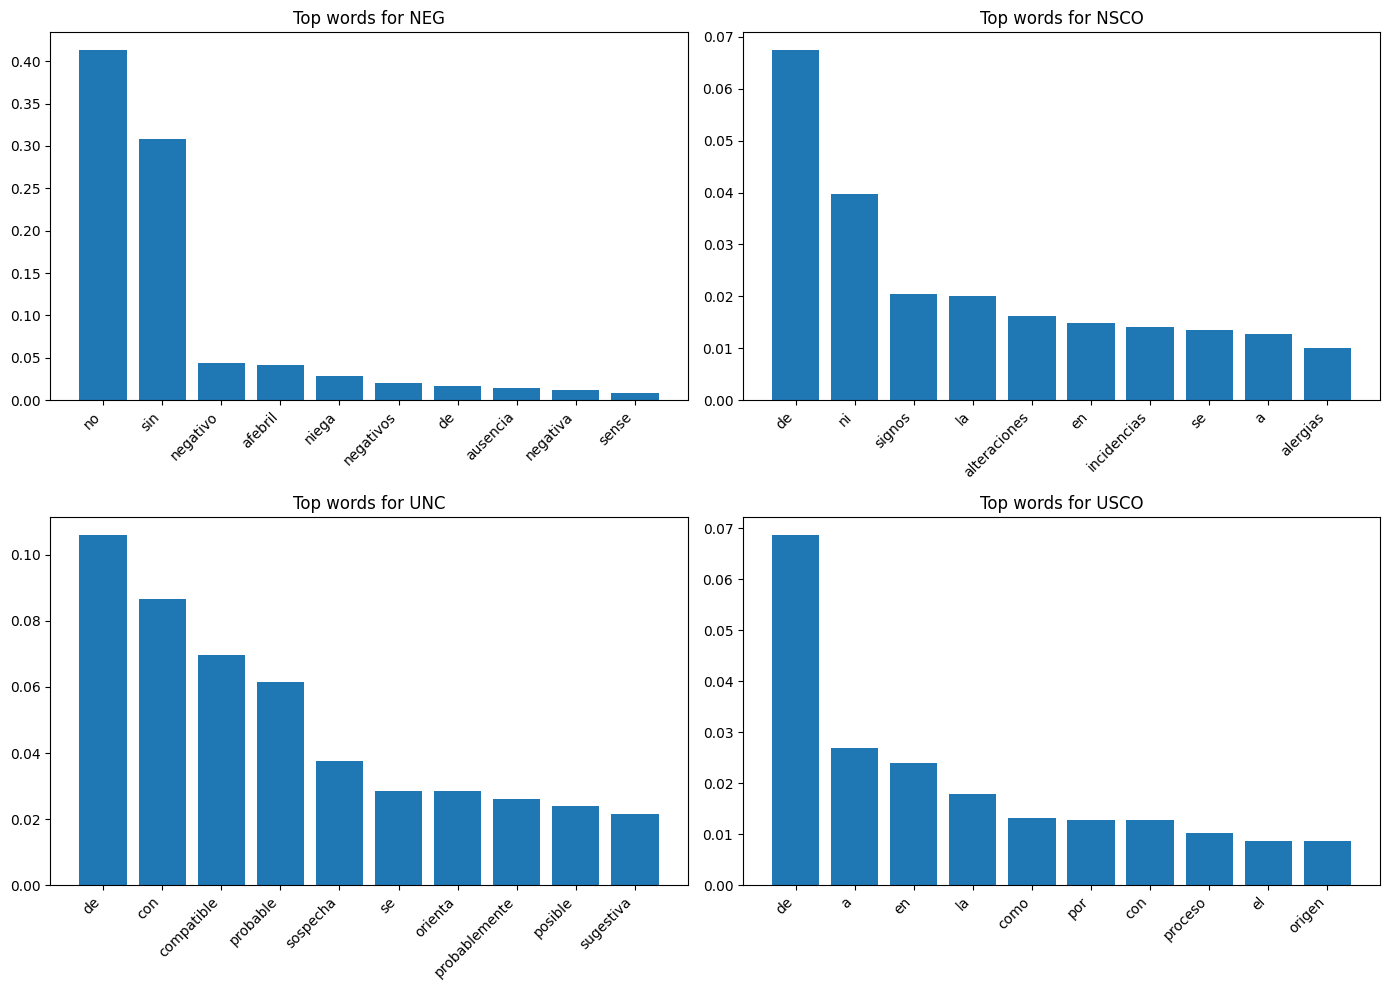 Top words for NEG
0.40
0.35
0.30
0.25
0.20
0.15
0.10
0.05
0.00
no
sin
negativo
afebril
niega
negativos
de
ausencia
negativa
sense
Top words for NSCO
0.07
0.06
0.05
0.04
0.03
0.02
0.01
0.00
de
ni
signos
la
alteraciones
en
incidencias
se
a
alergias
Top words for UNC
0.10
0.08
0.06
0.04
0.02
0.00
de
con
compatible
probable
sospecha
se
orienta
probablemente
posible
sugestiva
Top words for USCO
0.07
0.06
0.05
0.04
0.03
0.02
0.01
0.00
de
a
en
la
como
por
con
proceso
el
origen